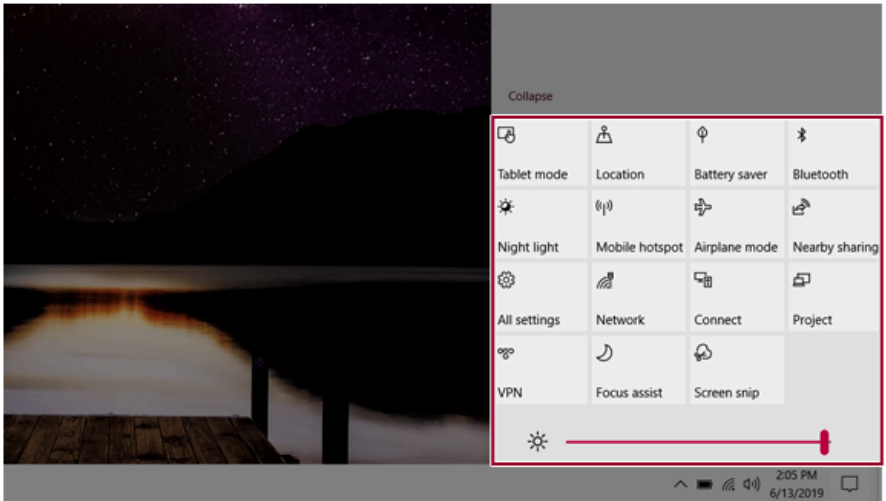 Collapse
Tablet mode Location Battery saver Bluetooth
Night light Mobile hotspot Airplane mode Nearby sharing
All settings Network Connect Project
VPN Focus assist Screen snip
2:05 PM
6/13/2019